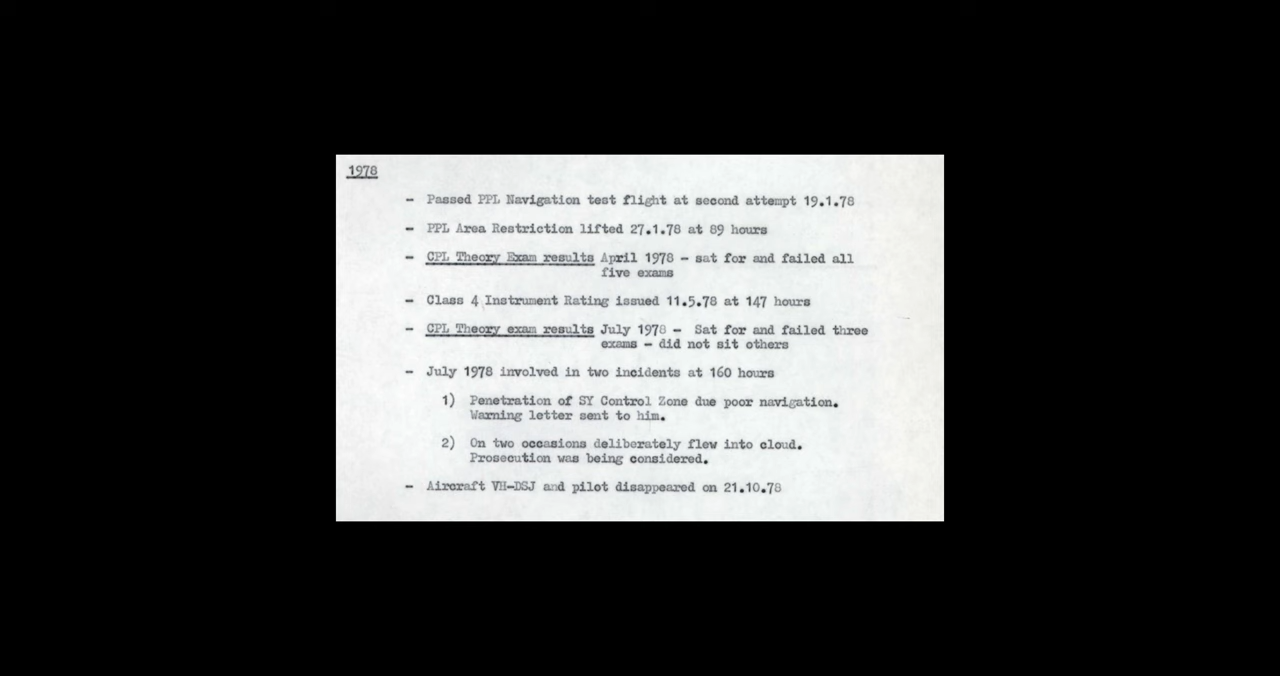 1978
- Passed PPL Navigation test flight at second attempt 19.1.78
- PPL Area Restriction lifted 27.1.78 at 89 hours
- CPL Theory Exam results April 1978 - sat for and failed all
five exams
- Class 4 Instrument Rating issued 11.5.78 at 147 hours
- CPL Theory exam results July 1978 - Sat for and failed three
exams - did not sit others
- July 1978 involved in two incidents at 160 hours
1) Penetration of SY Control Zone due poor navigation.
Warning letter sent to him.
2) On two occasions deliberately flew into cloud.
Prosecution was being considered.
- Aircraft VH-DSJ and pilot disappeared on 21.10.78